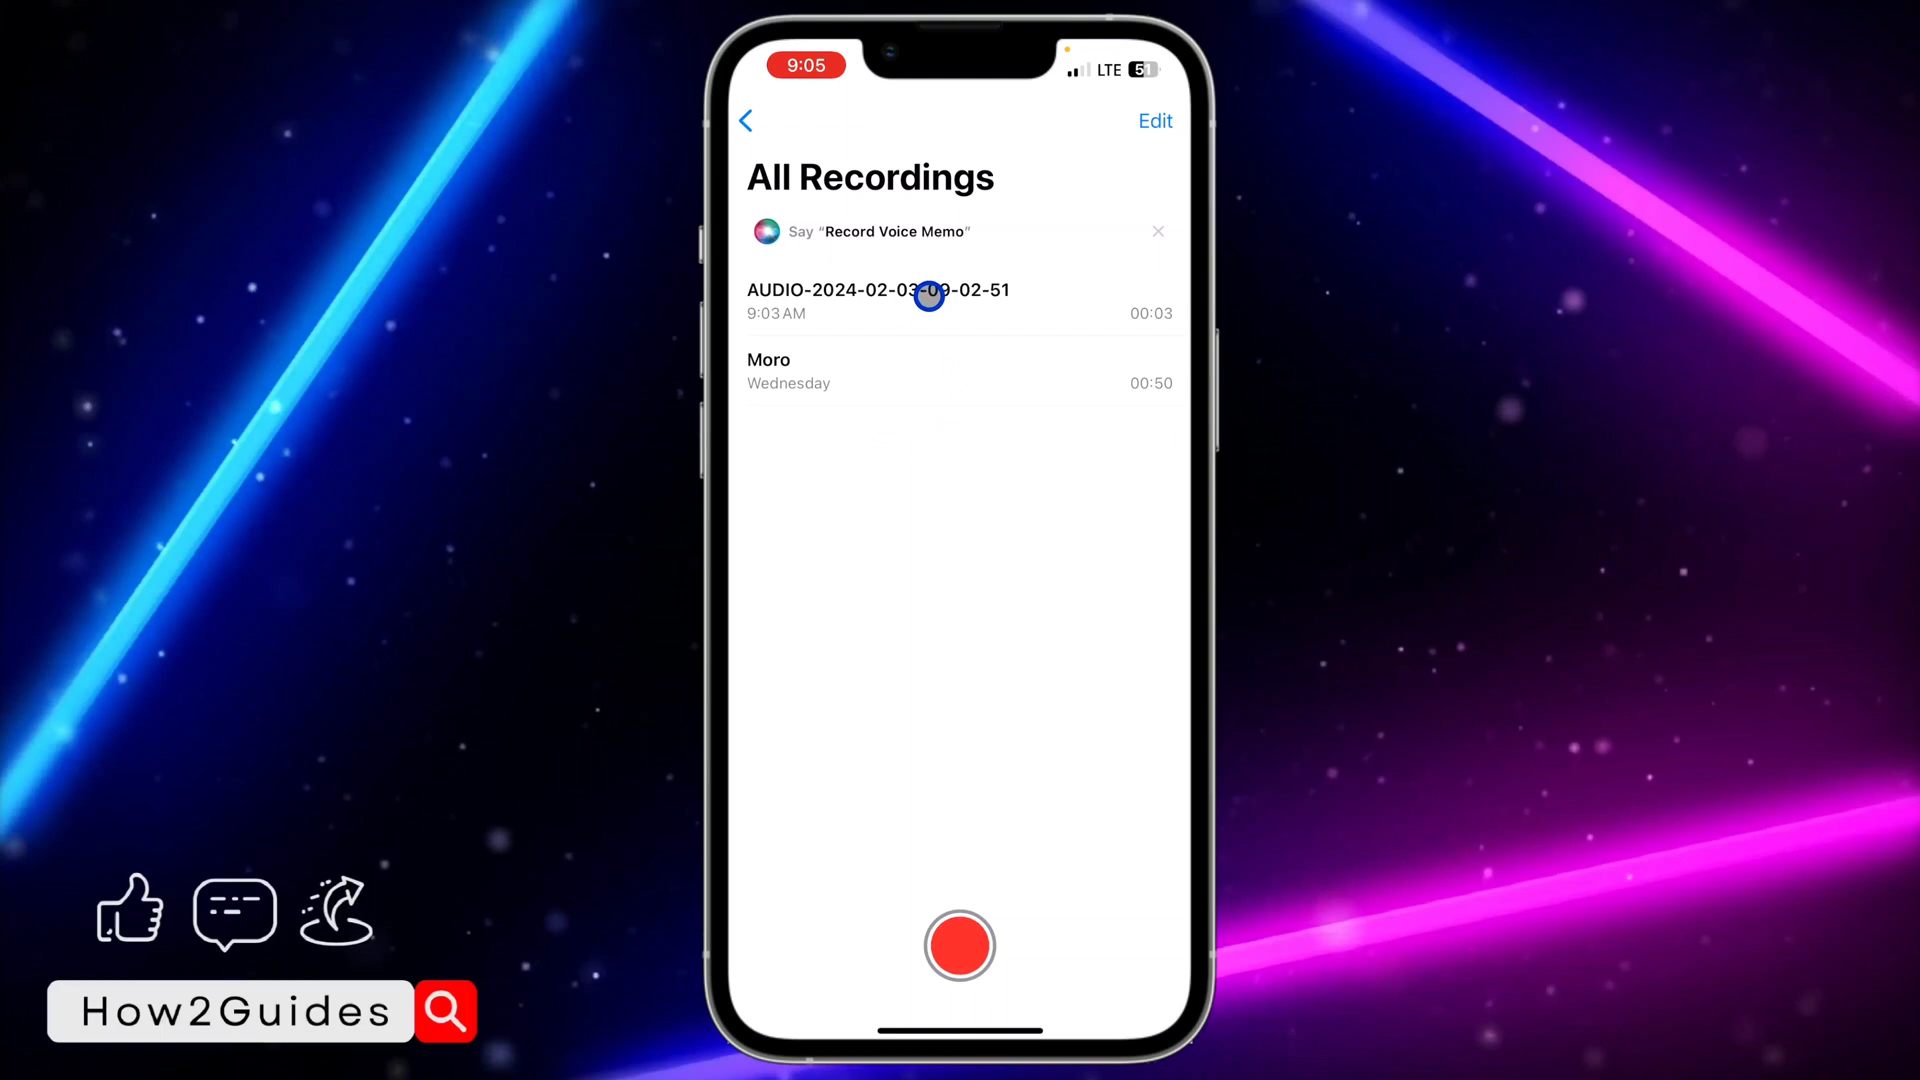 9:05
LTE 51
Edit
All Recordings
Say “Record Voice Memo”
AUDIO-2024-02-03-09-02-51
9:03 AM 00:03
Moro
Wednesday 00:50
How2Guides